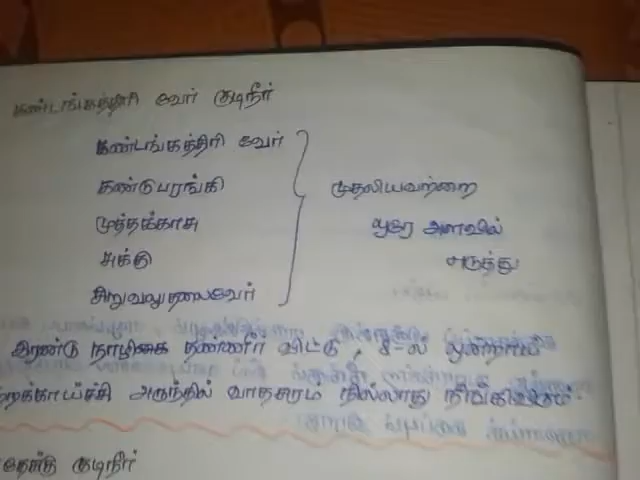 கண்டங்கத்திரி வேர் குடிநீர்
கண்டங்கத்திரி வேர்
கண்டுபரங்கி
முத்தக்காசு
சுக்கு
சிறுவழுதலைவேர்
முதலியவற்றை
ஒரே அளவில்
எடுத்து
இரண்டு நாழிகை தண்ணீர் விட்டு, 8-ல் ஒன்றாய்
அருந்தில் வாதசுரம் நில்லாது நீங்கிவிடும்.
குடிநீர்